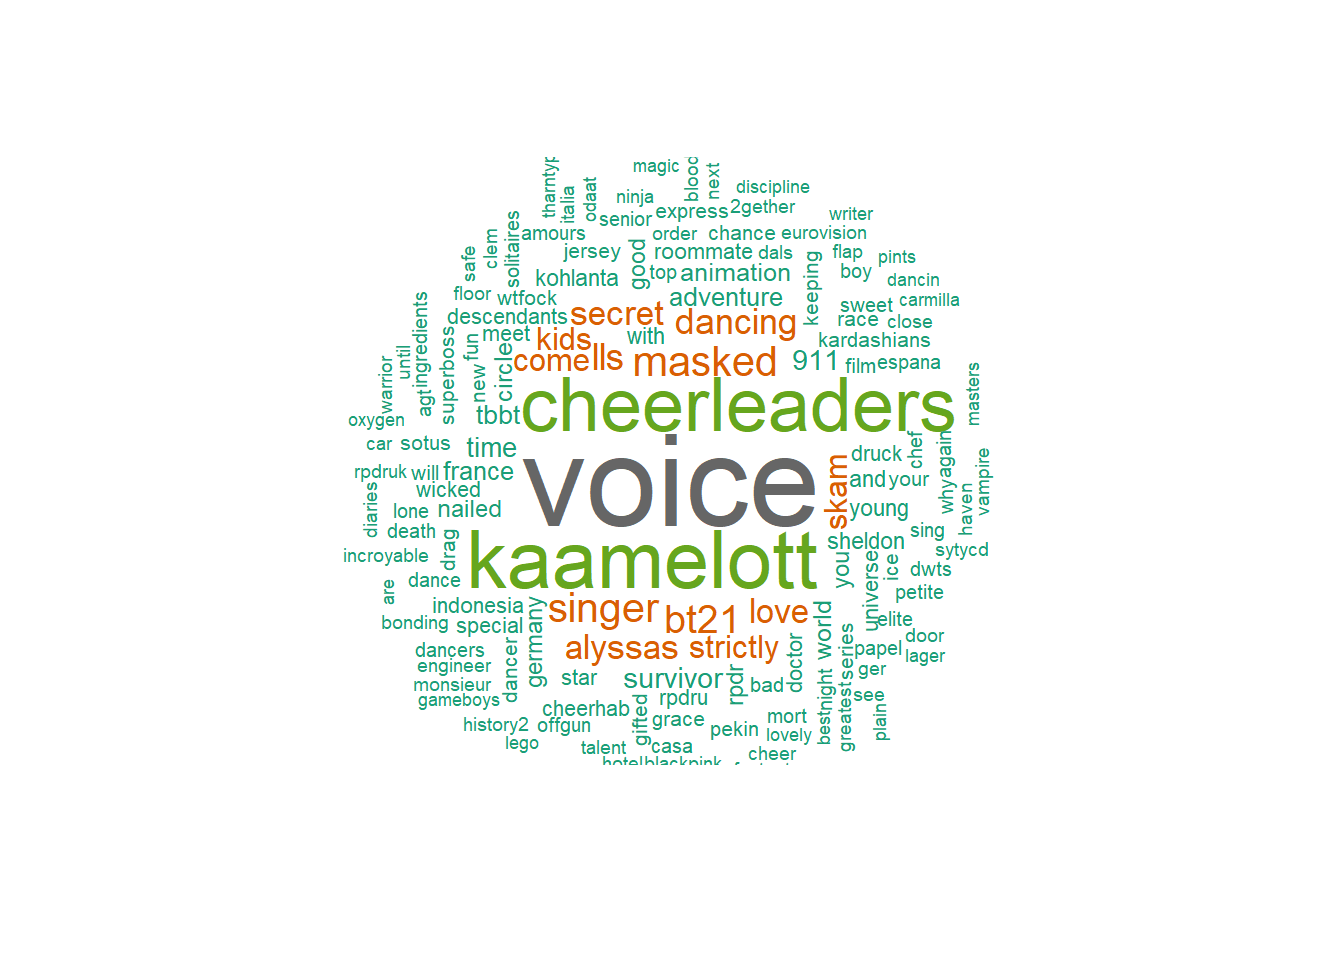 magic
blood
next
tharntyp
italia
odaat
ninja
discipline
senior
express
2gether
writer
solitaires
clem
safe
amours
order
chance
eurovision
jersey
good
roommate
dals
flap
pints
kohlanta
top
animation
keeping
boy
dancin
floor
wtfock
adventure
sweet
carmilla
descendants
secret
dancing
race
close
ingredients
until
meet
kids
with
kardashians
warrior
agt
superboss
new
fun
circle
come
lls
masked
911
film
espana
masters
oxygen
tbbt
cheerleaders
car
sotus
time
voice
skam
druck
chef
again
rpdruk
will
france
and
your
why
haven
vampire
wicked
diaries
lone
nailed
young
death
drag
sheldon
sing
incroyable
kaamelott
sytycd
are
dance
you
universe
ice
dwts
petite
indonesia
singer
bt21
love
world
elite
bonding
special
germany
door
dancers
alyssas
strictly
doctor
series
papel
lager
engineer
dancer
star
survivor
rpdr
bad
night
ger
monsieur
gameboys
cheerhab
gifted
rpdru
best
greatest
see
plain
history2
offgun
grace
pekin
mort
lovely
lego
talent
casa
cheer
hotel
blackpink